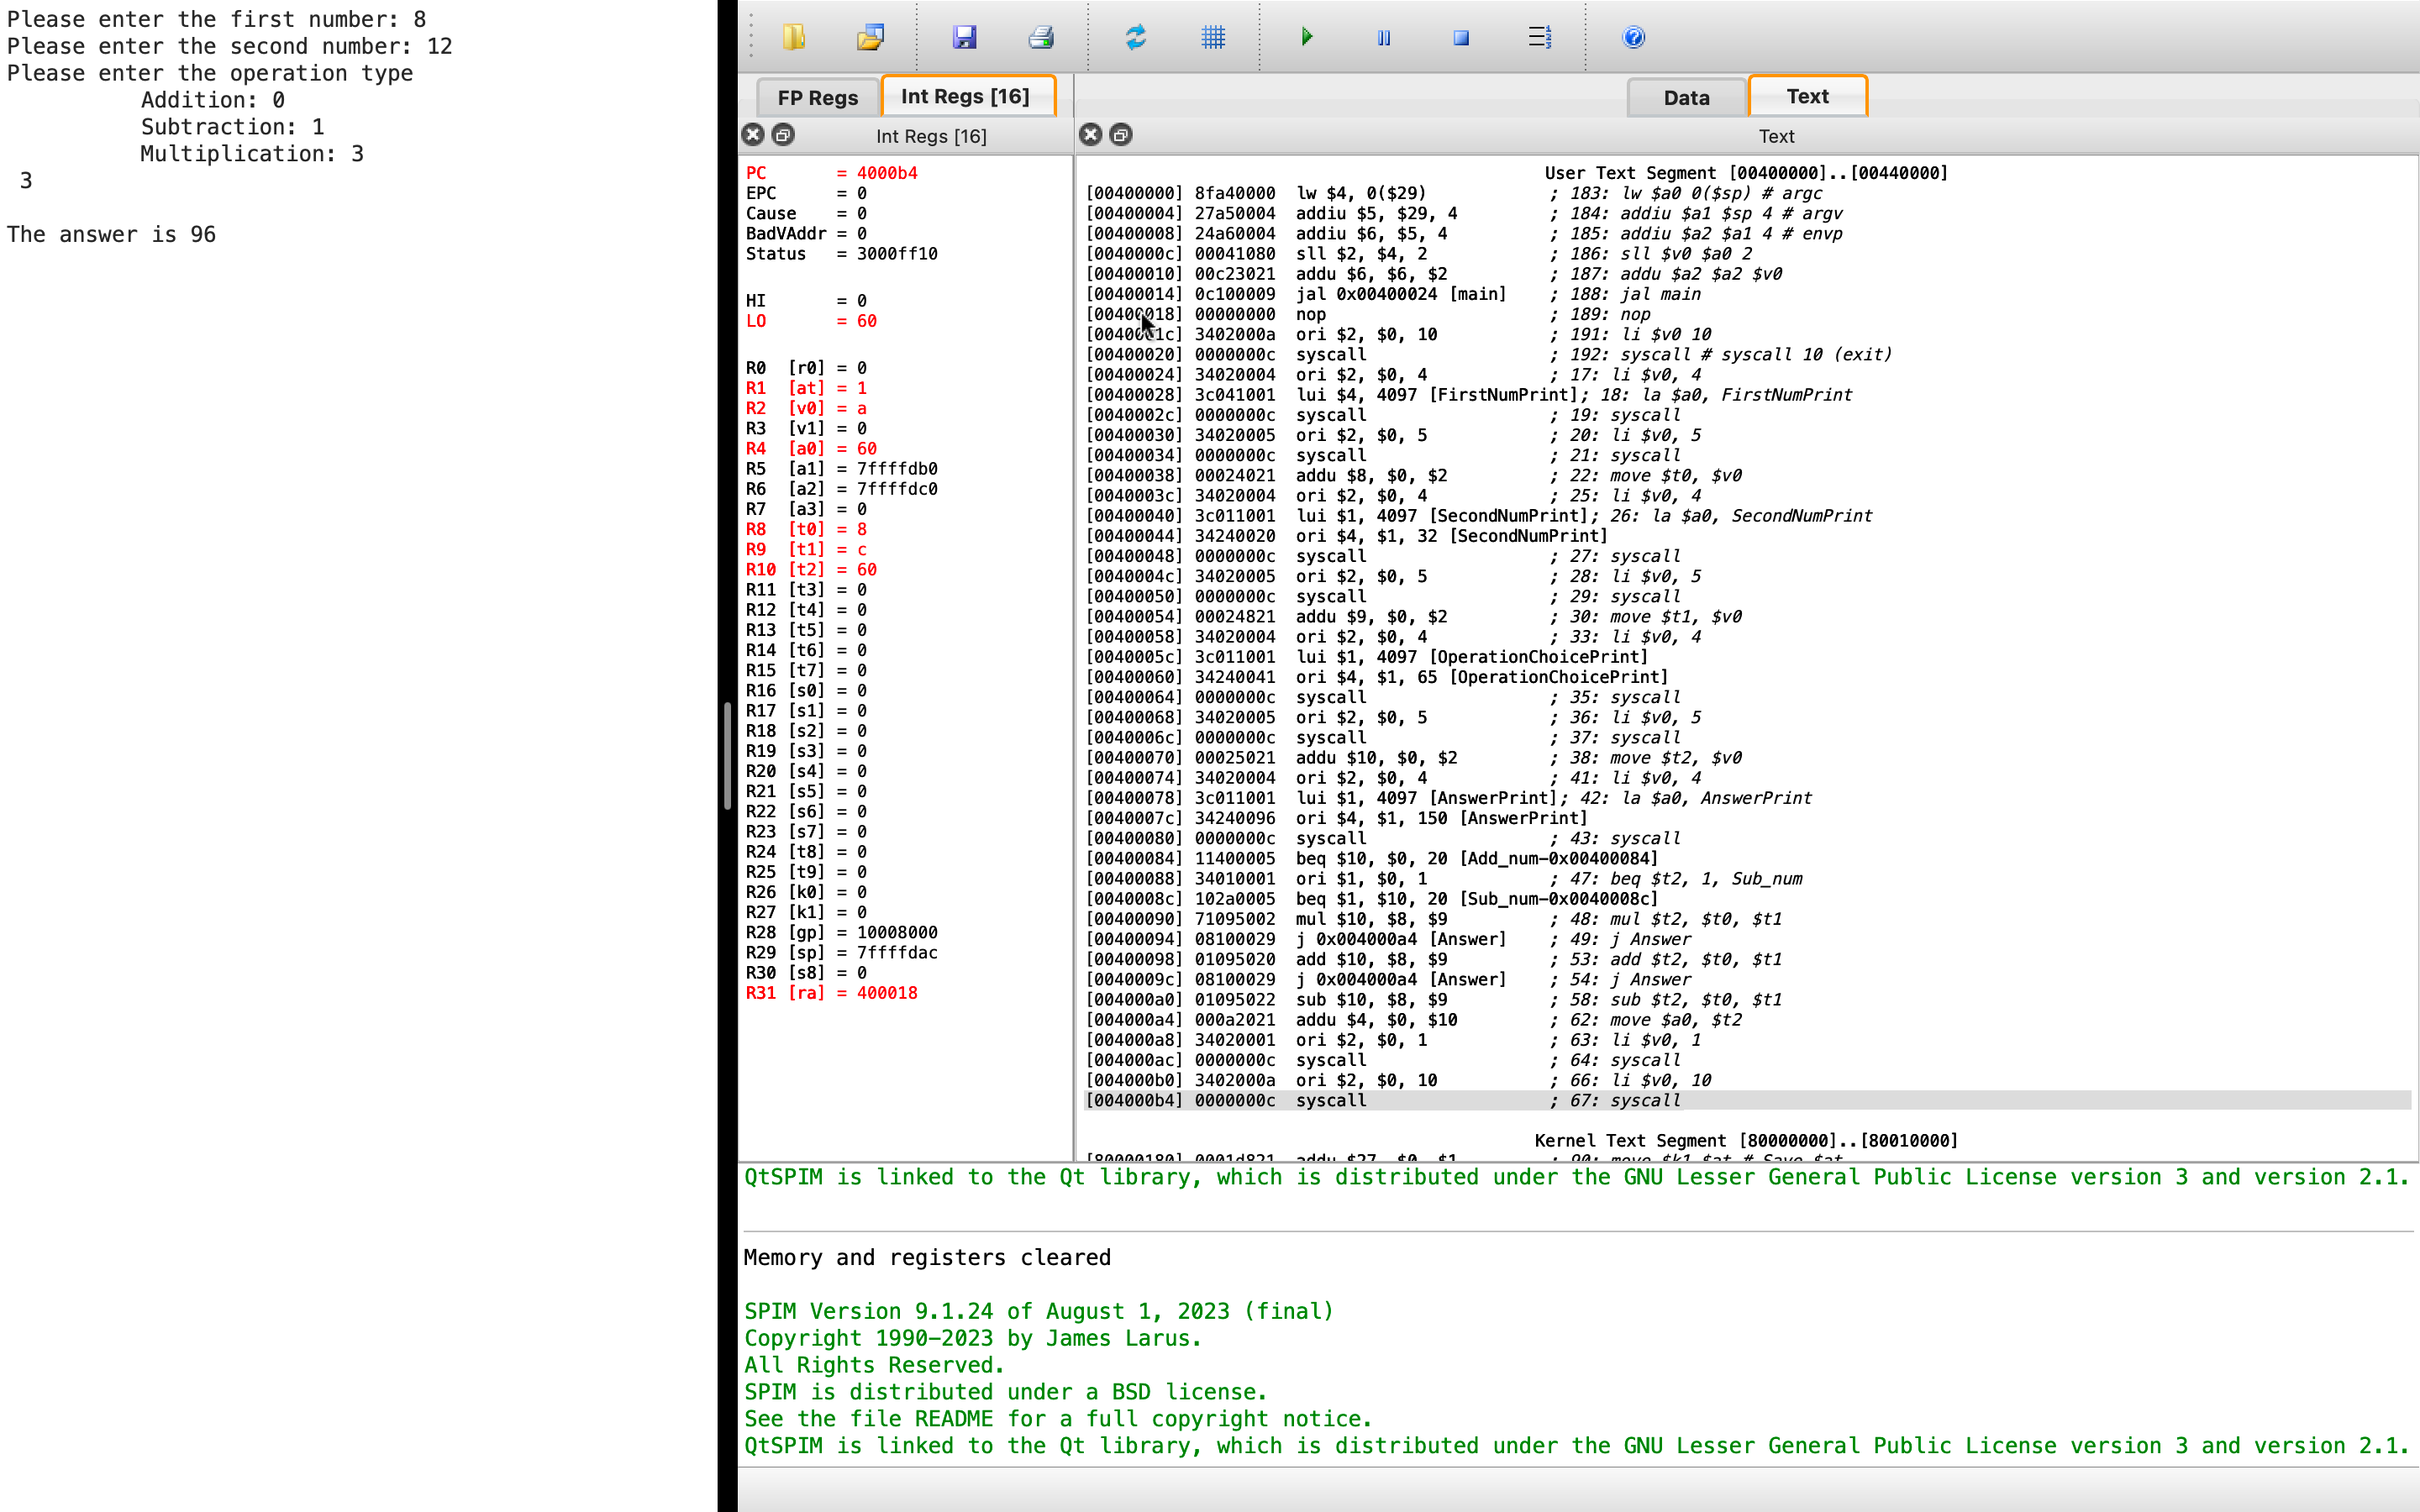 Please enter the first number: 8
Please enter the second number: 12
Please enter the operation type
Addition: 0
Subtraction: 1
Multiplication: 3
3
The answer is 96
FP Regs
Int Regs [16]
Data
Text
Int Regs [16]
Text
PC = 4000b4
EPC = 0
Cause = 0
BadVAddr = 0
Status = 3000ff10
HI = 0
LO = 60
R0 [r0] = 0
R1 [at] = 1
R2 [v0] = a
R3 [v1] = 0
R4 [a0] = 60
R5 [a1] = 7ffffdb0
R6 [a2] = 7ffffdc0
R7 [a3] = 0
R8 [t0] = 8
R9 [t1] = c
R10 [t2] = 60
R11 [t3] = 0
R12 [t4] = 0
R13 [t5] = 0
R14 [t6] = 0
R15 [t7] = 0
R16 [s0] = 0
R17 [s1] = 0
R18 [s2] = 0
R19 [s3] = 0
R20 [s4] = 0
R21 [s5] = 0
R22 [s6] = 0
R23 [s7] = 0
R24 [t8] = 0
R25 [t9] = 0
R26 [k0] = 0
R27 [k1] = 0
R28 [gp] = 10008000
R29 [sp] = 7ffffdac
R30 [s8] = 0
R31 [ra] = 400018
User Text Segment [00400000]..[00440000]
[00400000] 8fa40000 lw $4, 0($29) ; 183: lw $a0 0($sp) # argc
[00400004] 27a50004 addiu $5, $29, 4 ; 184: addiu $a1 $sp 4 # argv
[00400008] 24a60004 addiu $6, $5, 4 ; 185: addiu $a2 $a1 4 # envp
[0040000c] 00041080 sll $2, $4, 2 ; 186: sll $v0 $a0 2
[00400010] 00c23021 addu $6, $6, $2 ; 187: addu $a2 $a2 $v0
[00400014] 0c100009 jal 0x00400024 [main] ; 188: jal main
[00400018] 00000000 nop ; 189: nop
[0040001c] 3402000a ori $2, $0, 10 ; 191: li $v0 10
[00400020] 0000000c syscall ; 192: syscall # syscall 10 (exit)
[00400024] 34020004 ori $2, $0, 4 ; 17: li $v0, 4
[00400028] 3c041001 lui $4, 4097 [FirstNumPrint]; 18: la $a0, FirstNumPrint
[0040002c] 0000000c syscall ; 19: syscall
[00400030] 34020005 ori $2, $0, 5 ; 20: li $v0, 5
[00400034] 0000000c syscall ; 21: syscall
[00400038] 00024021 addu $8, $0, $2 ; 22: move $t0, $v0
[0040003c] 34020004 ori $2, $0, 4 ; 25: li $v0, 4
[00400040] 3c011001 lui $1, 4097 [SecondNumPrint]; 26: la $a0, SecondNumPrint
[00400044] 34240020 ori $4, $1, 32 [SecondNumPrint]
[00400048] 0000000c syscall ; 27: syscall
[0040004c] 34020005 ori $2, $0, 5 ; 28: li $v0, 5
[00400050] 0000000c syscall ; 29: syscall
[00400054] 00024821 addu $9, $0, $2 ; 30: move $t1, $v0
[00400058] 34020004 ori $2, $0, 4 ; 33: li $v0, 4
[0040005c] 3c011001 lui $1, 4097 [OperationChoicePrint]
[00400060] 34240041 ori $4, $1, 65 [OperationChoicePrint]
[00400064] 0000000c syscall ; 35: syscall
[00400068] 34020005 ori $2, $0, 5 ; 36: li $v0, 5
[0040006c] 0000000c syscall ; 37: syscall
[00400070] 00025021 addu $10, $0, $2 ; 38: move $t2, $v0
[00400074] 34020004 ori $2, $0, 4 ; 41: li $v0, 4
[00400078] 3c011001 lui $1, 4097 [AnswerPrint]; 42: la $a0, AnswerPrint
[0040007c] 34240096 ori $4, $1, 150 [AnswerPrint]
[00400080] 0000000c syscall ; 43: syscall
[00400084] 11400005 beq $10, $0, 20 [Add_num-0x00400084]
[00400088] 34010001 ori $1, $0, 1 ; 47: beq $t2, 1, Sub_num
[0040008c] 102a0005 beq $1, $10, 20 [Sub_num-0x0040008c]
[00400090] 71095002 mul $10, $8, $9 ; 48: mul $t2, $t0, $t1
[00400094] 08100029 j 0x004000a4 [Answer] ; 49: j Answer
[00400098] 01095020 add $10, $8, $9 ; 53: add $t2, $t0, $t1
[0040009c] 08100029 j 0x004000a4 [Answer] ; 54: j Answer
[004000a0] 01095022 sub $10, $8, $9 ; 58: sub $t2, $t0, $t1
[004000a4] 000a2021 addu $4, $0, $10 ; 62: move $a0, $t2
[004000a8] 34020001 ori $2, $0, 1 ; 63: li $v0, 1
[004000ac] 0000000c syscall ; 64: syscall
[004000b0] 3402000a ori $2, $0, 10 ; 66: li $v0, 10
[004000b4] 0000000c syscall ; 67: syscall
Kernel Text Segment [80000000]..[80010000]
[80000180] 0001d821 addu $27, $0, $1 ; 90: move $k1 $at # Save $at
QtSPIM is linked to the Qt library, which is distributed under the GNU Lesser General Public License version 3 and version 2.1.
Memory and registers cleared
SPIM Version 9.1.24 of August 1, 2023 (final)
Copyright 1990-2023 by James Larus.
All Rights Reserved.
SPIM is distributed under a BSD license.
See the file README for a full copyright notice.
QtSPIM is linked to the Qt library, which is distributed under the GNU Lesser General Public License version 3 and version 2.1.